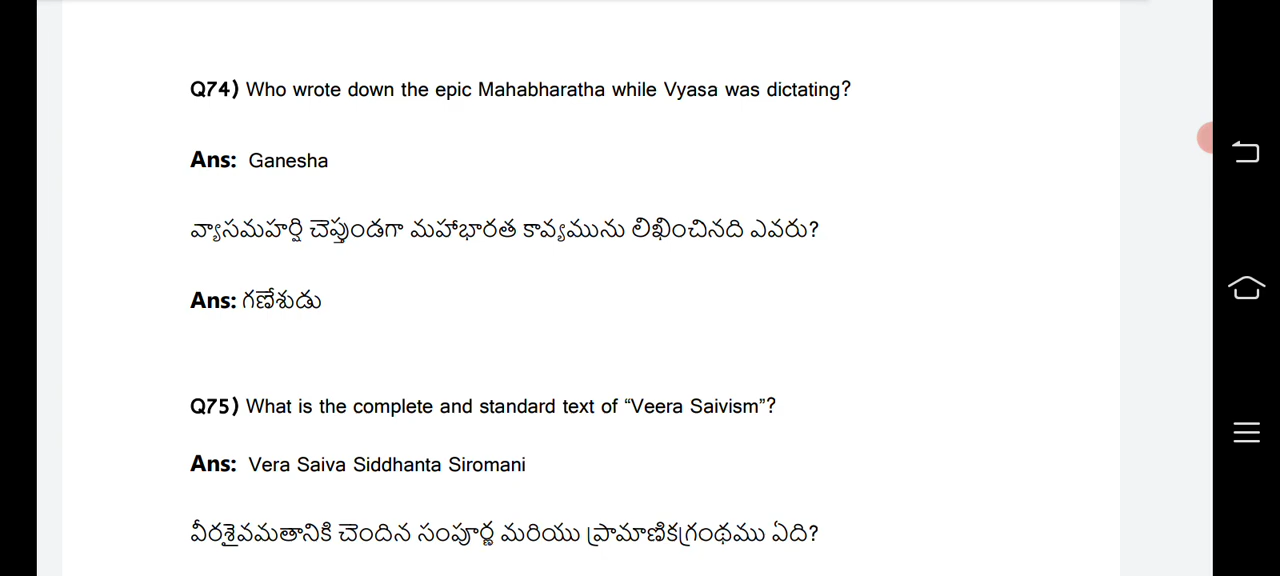 Q74) Who wrote down the epic Mahabharatha while Vyasa was dictating?
Ans: Ganesha
వ్యాసమహర్షి చెప్తుండగా మహాభారత కావ్యమును లిఖించినది ఎవరు?
Ans: గణేశుడు
Q75) What is the complete and standard text of “Veera Saivism”?
Ans: Vera Saiva Siddhanta Siromani
వీరశైవమతానికి చెందిన సంపూర్ణ మరియు ప్రామాణికగ్రంథము ఏది?